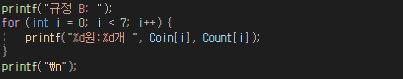 printf("규정 B: ");
for (int i = 0; i < 7; i++) {
    printf("%d원:%d개 ", Coin[i], Count[i]);
}
printf("₩n");